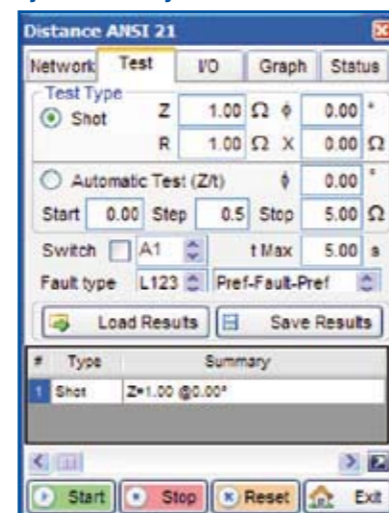 Distance ANSI 21
Network Test I/O Graph Status
Test Type
Shot Z 1.00 Ω ϕ 0.00 °
R 1.00 Ω X 0.00 Ω
Automatic Test (Z/t) ϕ 0.00 °
Start 0.00 Step 0.5 Stop 5.00 Ω
Switch A1 t Max 5.00 s
Fault type L123 Pref-Fault-Pref
Load Results Save Results
# Type Summary
1 Shot Z=1.00 @0.00°
Start Stop Reset Exit